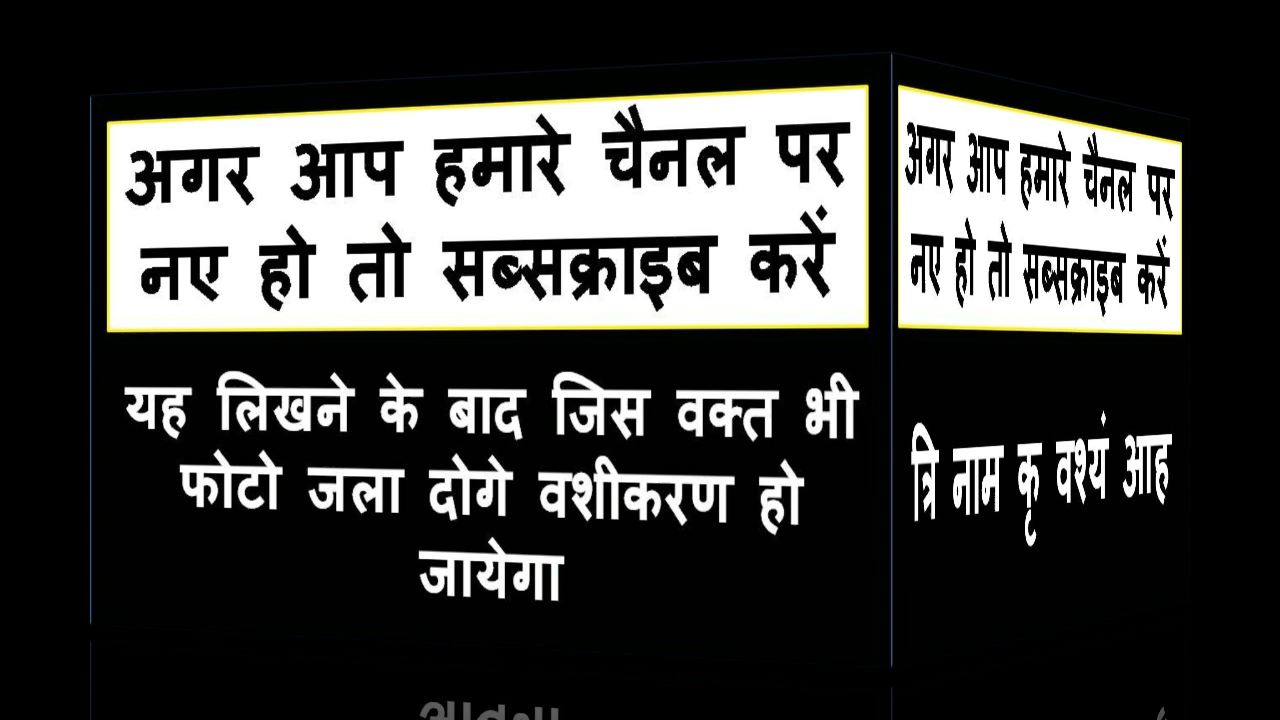 अगर आप हमारे चैनल पर
नए हो तो सब्सक्राइब करें
यह लिखने के बाद जिस वक्त भी
फोटो जला दोगे वशीकरण हो
जायेगा
अगर आप हमारे चैनल पर
नए हो तो सब्सक्राइब करें
त्रि नाम कृ वश्यं आह